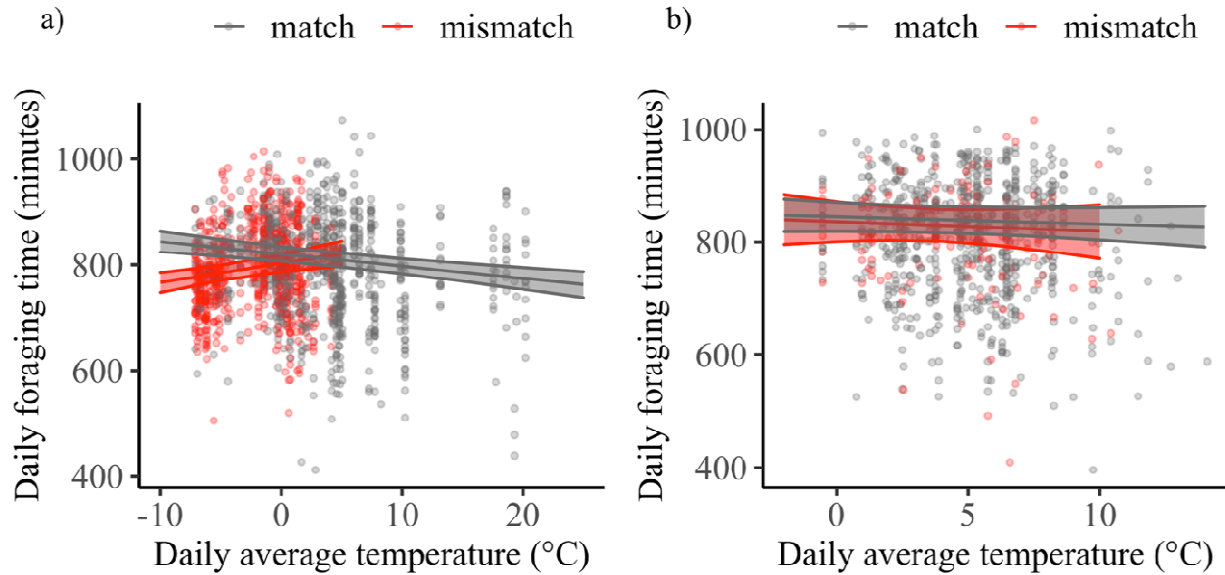 a)
match mismatch
Daily foraging time (minutes)
1000
800
600
400
-10 0 10 20
Daily average temperature (°C)
b)
match mismatch
Daily foraging time (minutes)
1000
800
600
400
0 5 10
Daily average temperature (°C)